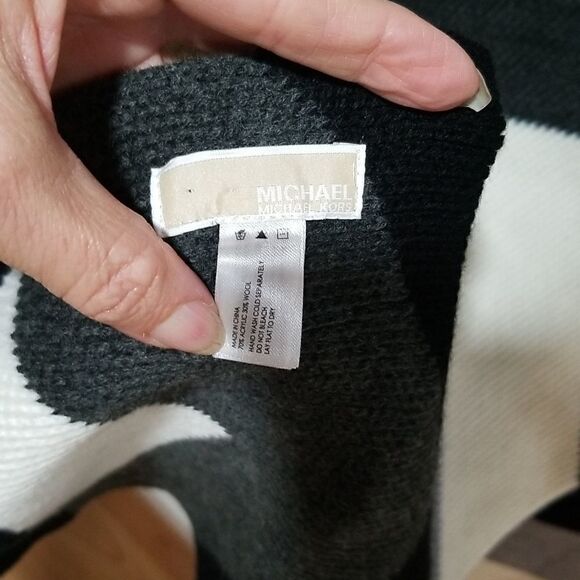 MICHAEL
MICHAEL KORS
MADE IN CHINA
70% ACRYLIC 30% WOOL
HAND WASH COLD SEPARATELY
DO NOT BLEACH
LAY FLAT TO DRY